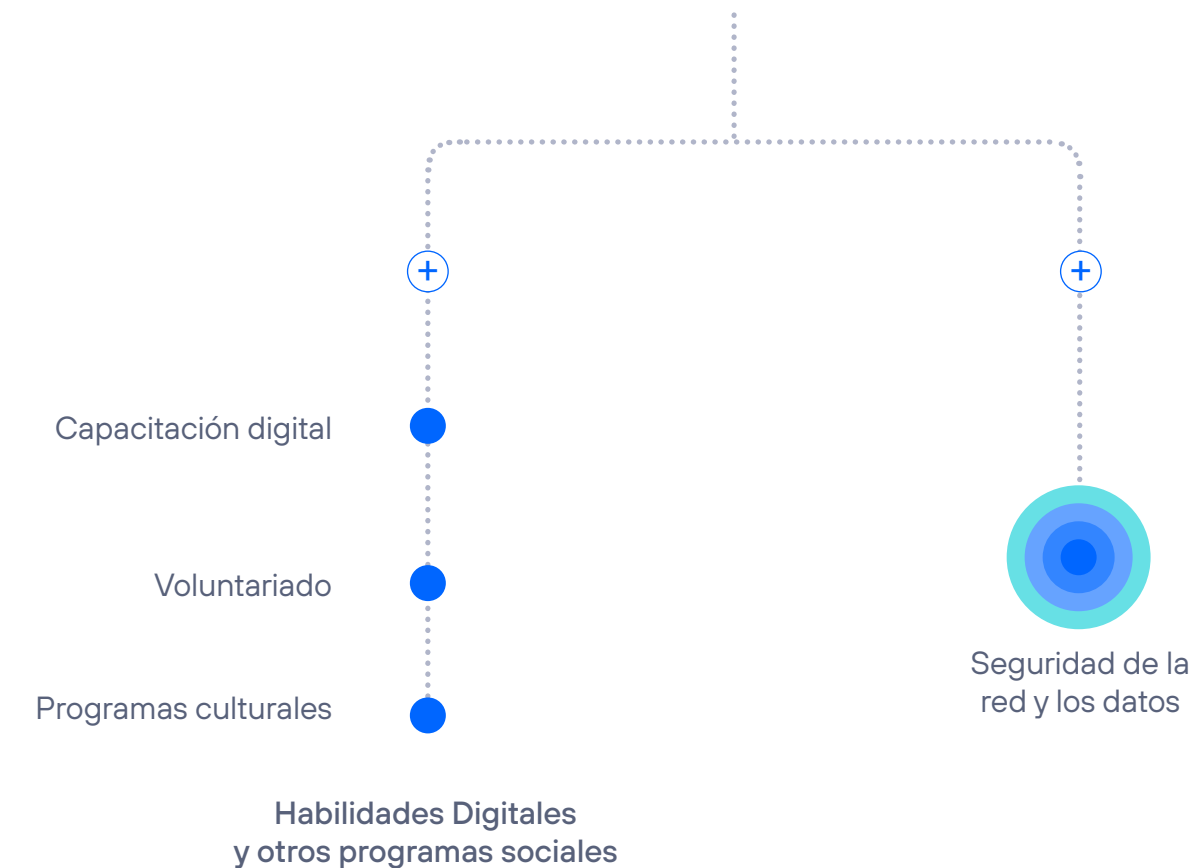 +
+
Capacitación digital
Voluntariado
Programas culturales
Habilidades Digitales
y otros programas sociales
Seguridad de la
red y los datos